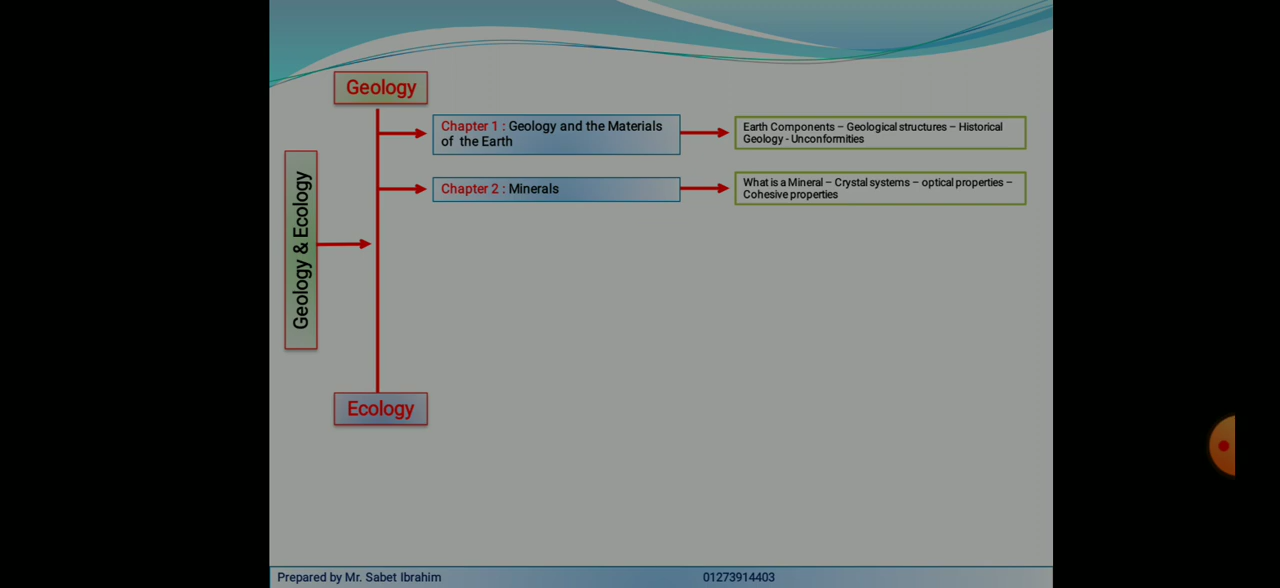 Geology
Chapter 1 : Geology and the Materials
of the Earth
Earth Components – Geological structures – Historical
Geology - Unconformities
Chapter 2 : Minerals
What is a Mineral – Crystal systems – optical properties –
Cohesive properties
Geology & Ecology
Ecology
Prepared by Mr. Sabet Ibrahim 01273914403